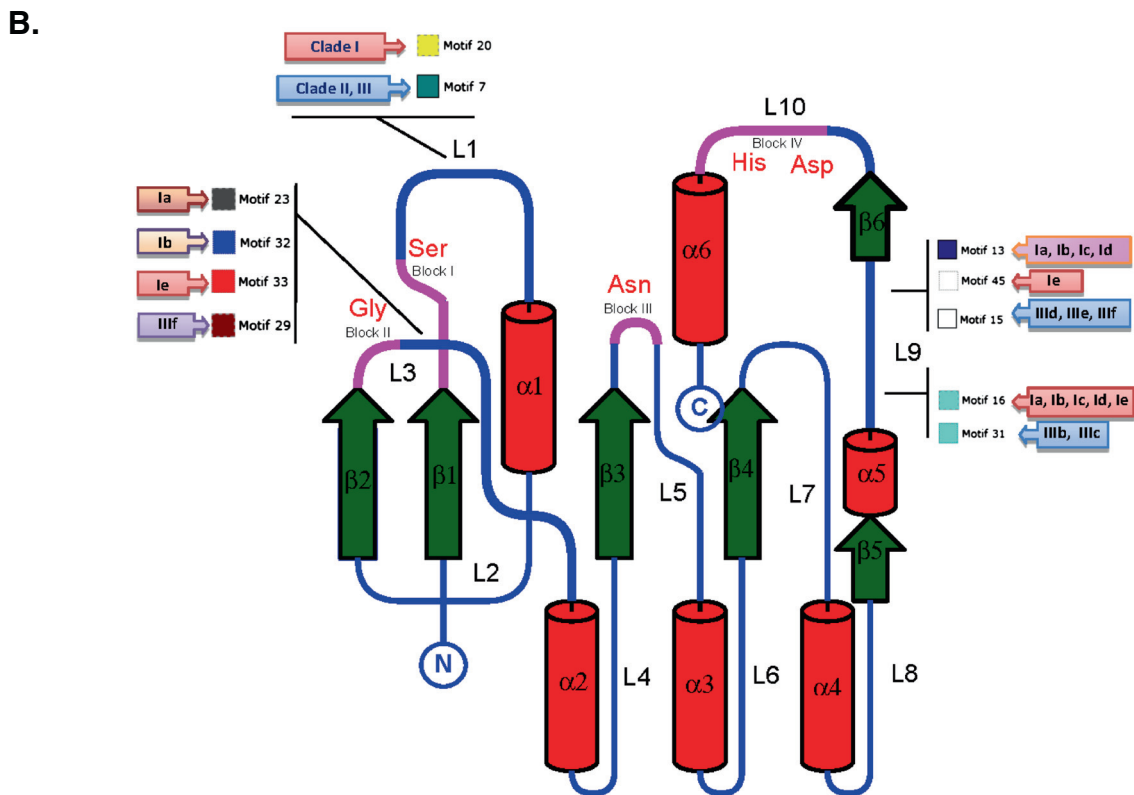 B.
Clade I
Motif 20
Clade II, III
Motif 7
L1
L10
Block IV
His Asp
Ia
Motif 23
Ib
Motif 32
Ie
Motif 33
IIIf
Motif 29
Ser
Block I
Gly
Block II
L3
Asn
Block III
α6
β6
Motif 13
Ia, Ib, Ic, Id
Motif 45
Ie
Motif 15
IIId, IIIe, IIIf
L9
Motif 16
Ia, Ib, Ic, Id, Ie
Motif 31
IIIb, IIIc
α1
C
β2
β1
β3
β4
L5
L7
α5
β5
L2
N
α2
L4
α3
L6
α4
L8